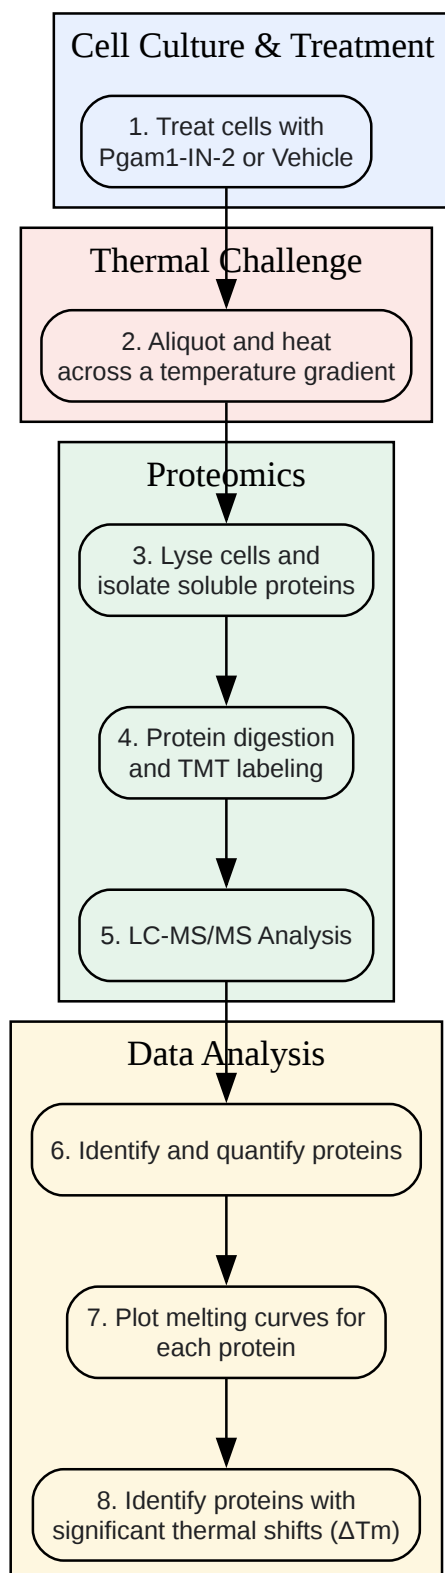 Cell Culture & Treatment
1. Treat cells with
Pgam1-IN-2 or Vehicle
Thermal Challenge
2. Aliquot and heat
across a temperature gradient
Proteomics
3. Lyse cells and
isolate soluble proteins
4. Protein digestion
and TMT labeling
5. LC-MS/MS Analysis
Data Analysis
6. Identify and quantify proteins
7. Plot melting curves for
each protein
8. Identify proteins with
significant thermal shifts (ΔTm)